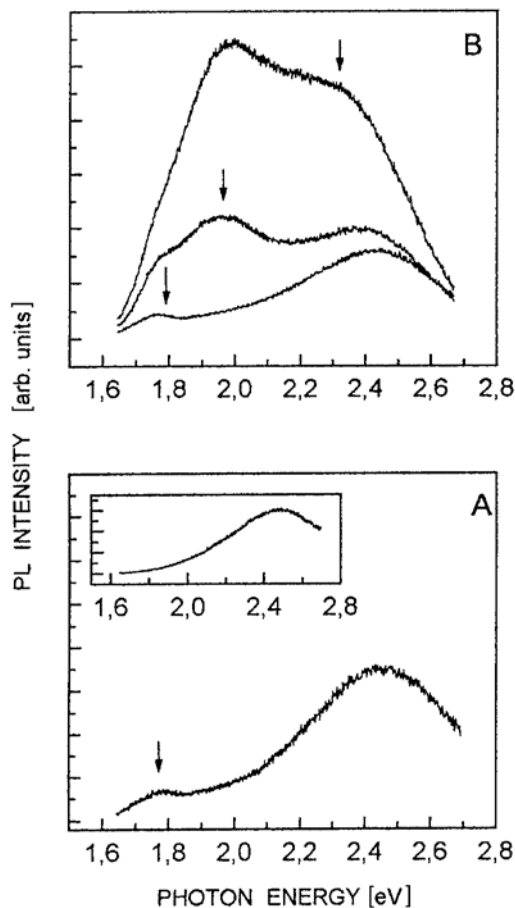 B
1,6 1,8 2,0 2,2 2,4 2,6 2,8
PL INTENSITY [arb. units]
A
1,6 2,0 2,4 2,8
1,6 1,8 2,0 2,2 2,4 2,6 2,8
PHOTON ENERGY [eV]